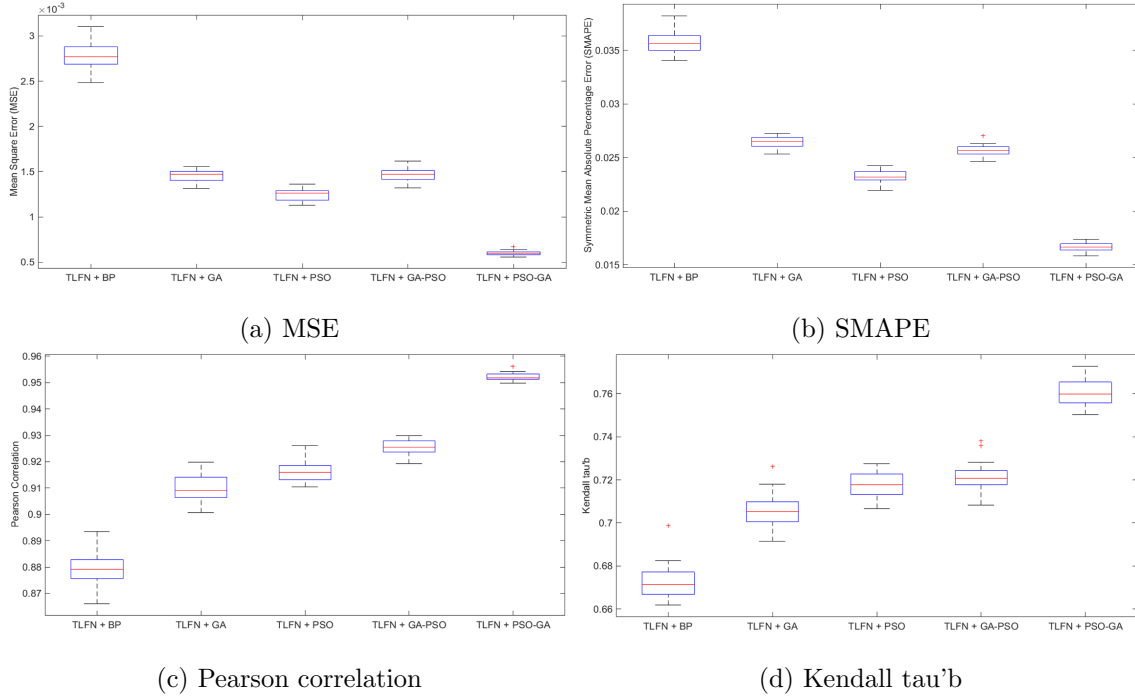 ×10⁻³
3
2.5
2
1.5
1
0.5
Mean Square Error (MSE)
TLFN + BP TLFN + GA TLFN + PSO TLFN + GA-PSO TLFN + PSO-GA
(a) MSE
0.035
0.03
0.025
0.02
0.015
Symmetric Mean Absolute Percentage Error (SMAPE)
TLFN + BP TLFN + GA TLFN + PSO TLFN + GA-PSO TLFN + PSO-GA
(b) SMAPE
0.96
0.95
0.94
0.93
0.92
0.91
0.9
0.88
0.87
Pearson Correlation
TLFN + BP TLFN + GA TLFN + PSO TLFN + GA-PSO TLFN + PSO-GA
(c) Pearson correlation
0.76
0.74
0.72
0.7
0.68
0.66
Kendall tau'b
TLFN + BP TLFN + GA TLFN + PSO TLFN + GA-PSO TLFN + PSO-GA
(d) Kendall tau'b